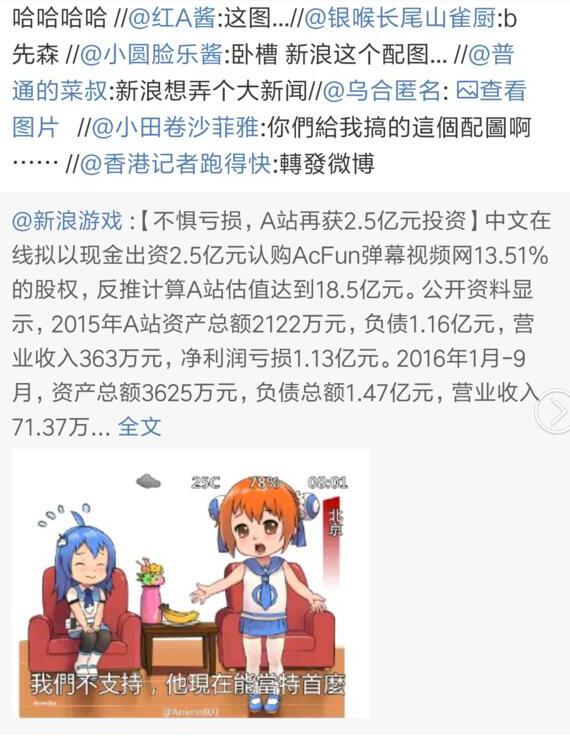 哈哈哈哈 //@红A酱:这图...//@银喉长尾山雀厨:b
先森 //@小圆脸乐酱:卧槽 新浪这个配图... //@普
通的菜叔:新浪想弄个大新闻//@乌合匿名: 查看
图片 //@小田卷沙菲雅:你們給我搞的這個配圖啊
⋯⋯ //@香港记者跑得快:轉發微博
@新浪游戏 :【不惧亏损，A站再获2.5亿元投资】中文在
线拟以现金出资2.5亿元认购AcFun弹幕视频网13.51%
的股权，反推计算A站估值达到18.5亿元。公开资料显
示，2015年A站资产总额2122万元，负债1.16亿元，营
业收入363万元，净利润亏损1.13亿元。2016年1月-9
月，资产总额3625万元，负债总额1.47亿元，营业收入
71.37万... 全文
25C 78% 08:01
北京
我們不支持，他現在能當特首麼
@Anime801